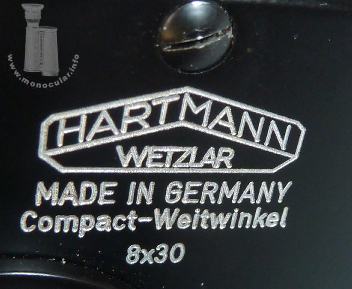 www.monocular.info
HARTMANN
WETZLAR
MADE IN GERMANY
Compact-Weitwinkel
8x30